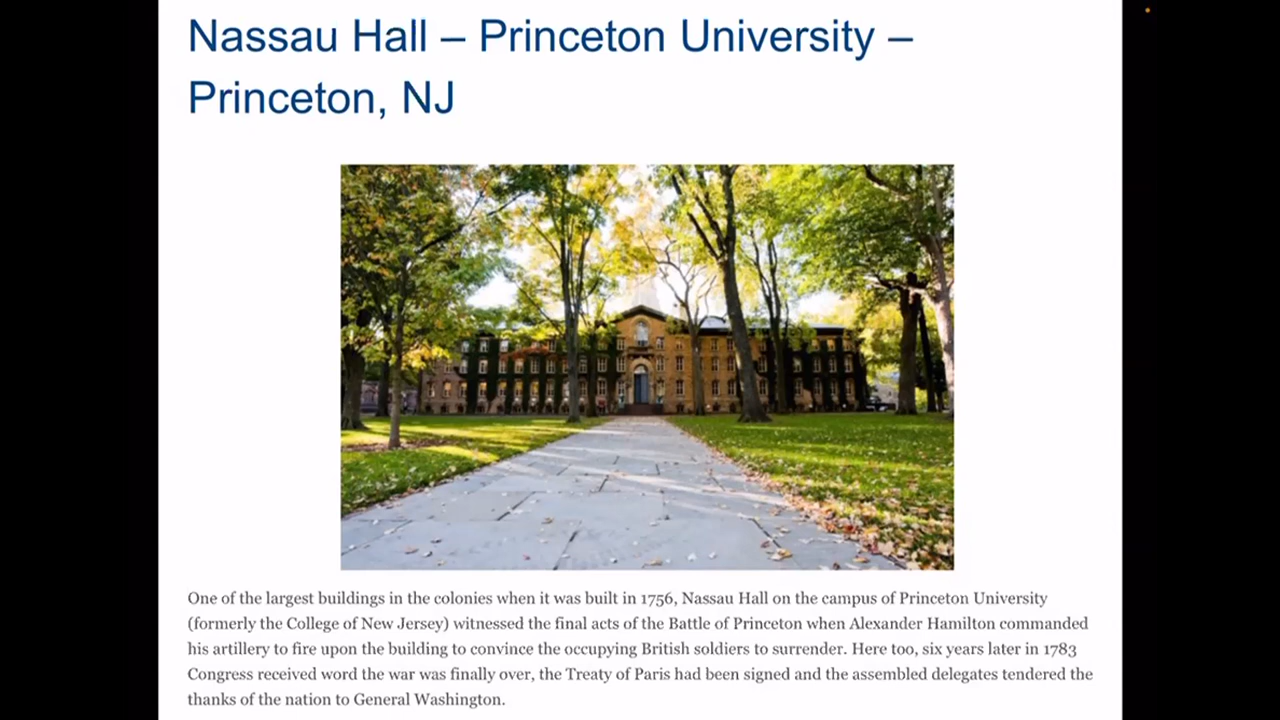 Nassau Hall – Princeton University –
Princeton, NJ
One of the largest buildings in the colonies when it was built in 1756, Nassau Hall on the campus of Princeton University
(formerly the College of New Jersey) witnessed the final acts of the Battle of Princeton when Alexander Hamilton commanded
his artillery to fire upon the building to convince the occupying British soldiers to surrender. Here too, six years later in 1783
Congress received word the war was finally over, the Treaty of Paris had been signed and the assembled delegates tendered the
thanks of the nation to General Washington.